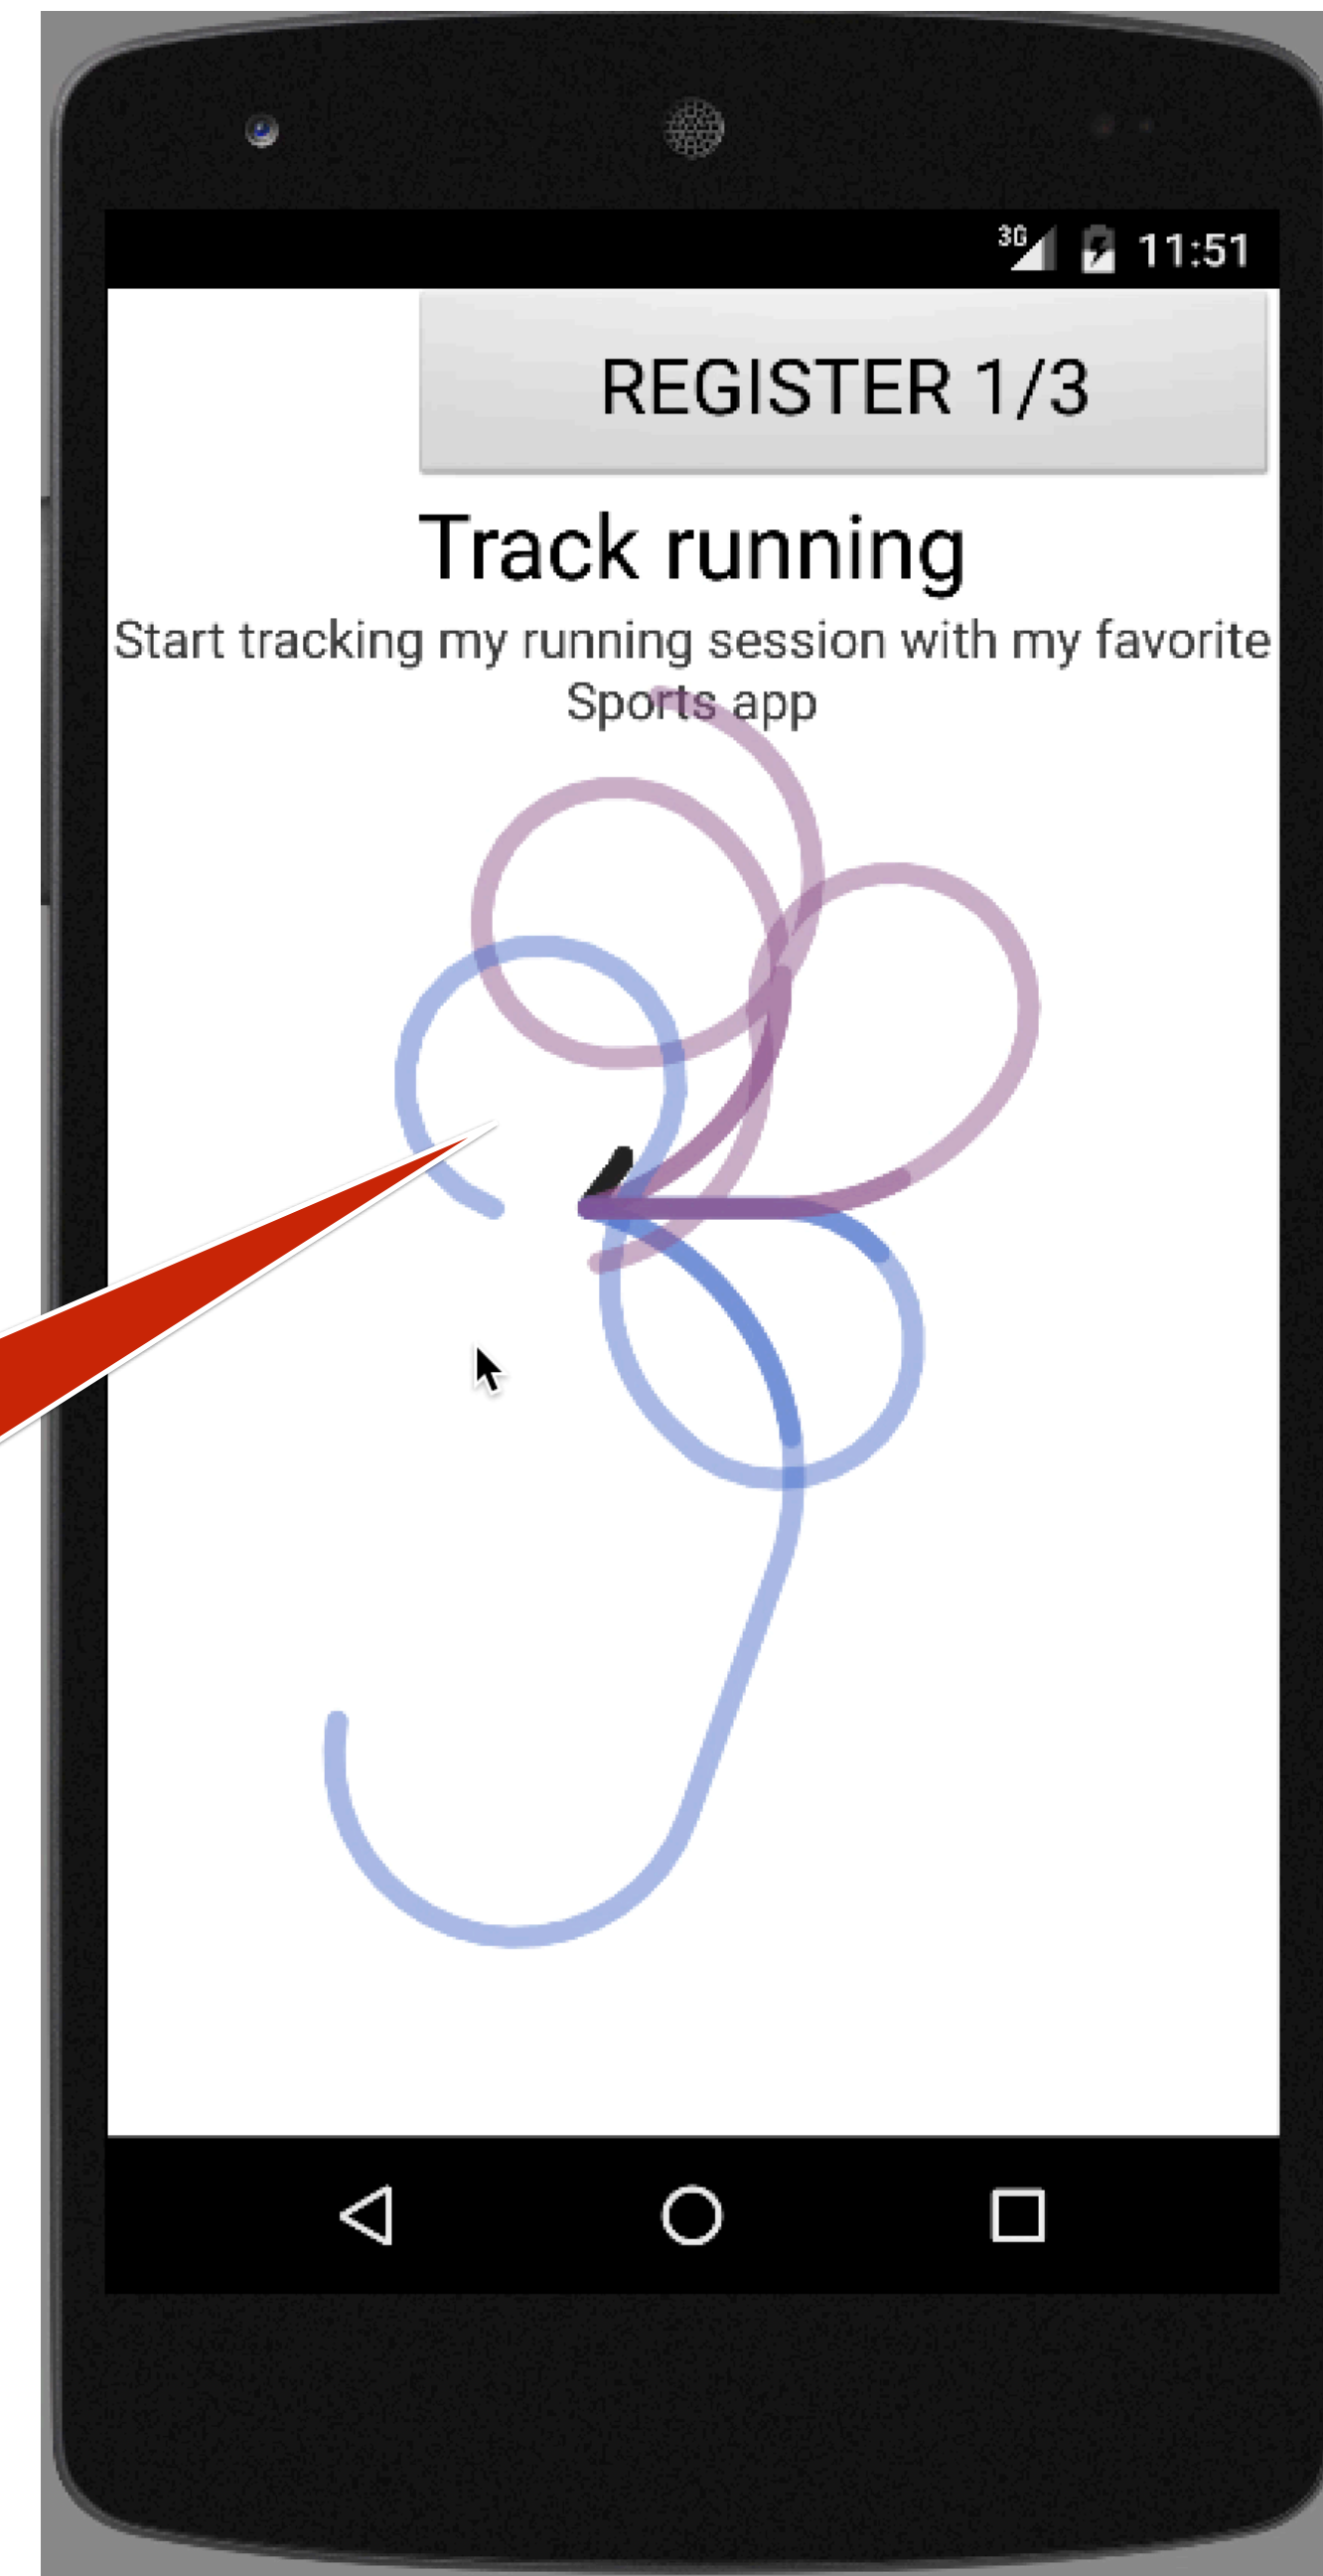 3G 11:51
REGISTER 1/3
Track running
Start tracking my running session with my favorite
Sports app